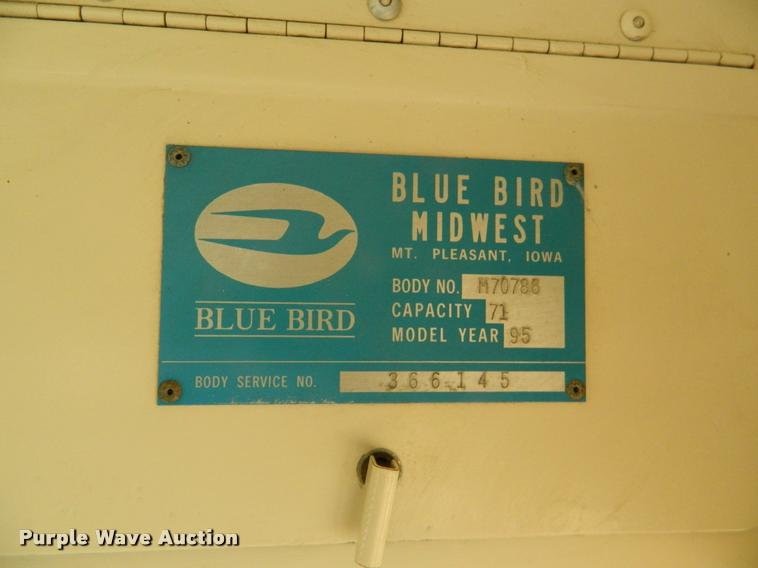 BLUE BIRD
MIDWEST
MT. PLEASANT, IOWA
BODY NO. M70786
CAPACITY 71
MODEL YEAR 95
BLUE BIRD
BODY SERVICE NO. 366145
Purple Wave Auction®